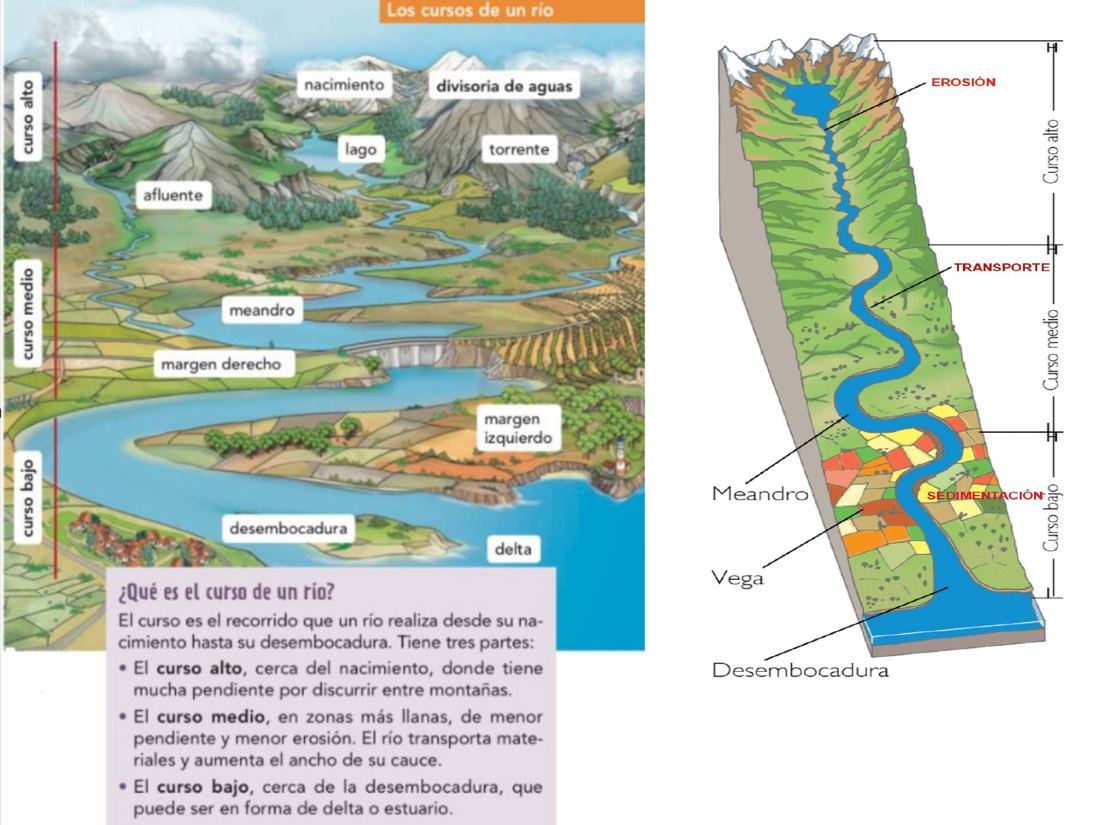 Los cursos de un río
curso alto
nacimiento
divisoria de aguas
lago
torrente
afluente
curso medio
meandro
margen derecho
margen
izquierdo
curso bajo
desembocadura
delta
¿Qué es el curso de un río?
El curso es el recorrido que un río realiza desde su na-
cimiento hasta su desembocadura. Tiene tres partes:
• El curso alto, cerca del nacimiento, donde tiene
mucha pendiente por discurrir entre montañas.
• El curso medio, en zonas más llanas, de menor
pendiente y menor erosión. El río transporta mate-
riales y aumenta el ancho de su cauce.
• El curso bajo, cerca de la desembocadura, que
puede ser en forma de delta o estuario.
EROSIÓN
Curso alto
TRANSPORTE
Curso medio
Meandro
SEDIMENTACIÓN
Curso bajo
Vega
Desembocadura